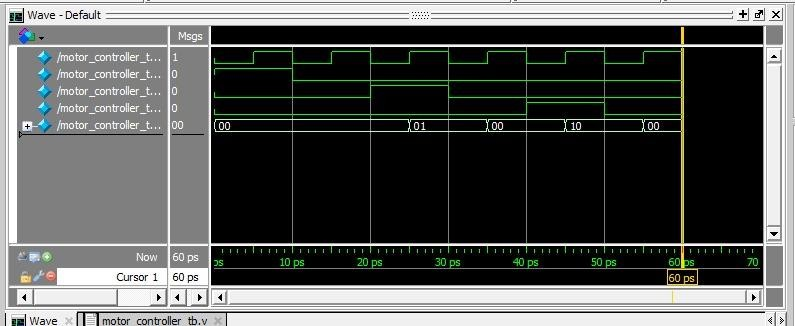 Wave - Default
Msgs
/motor_controller_t... 1
/motor_controller_t... 0
/motor_controller_t... 0
/motor_controller_t... 0
/motor_controller_t... 00 00 01 00 10 00
Now 60 ps ps 10 ps 20 ps 30 ps 40 ps 50 ps 60 ps 70
Cursor 1 60 ps 60 ps
Wave motor_controller_tb.v